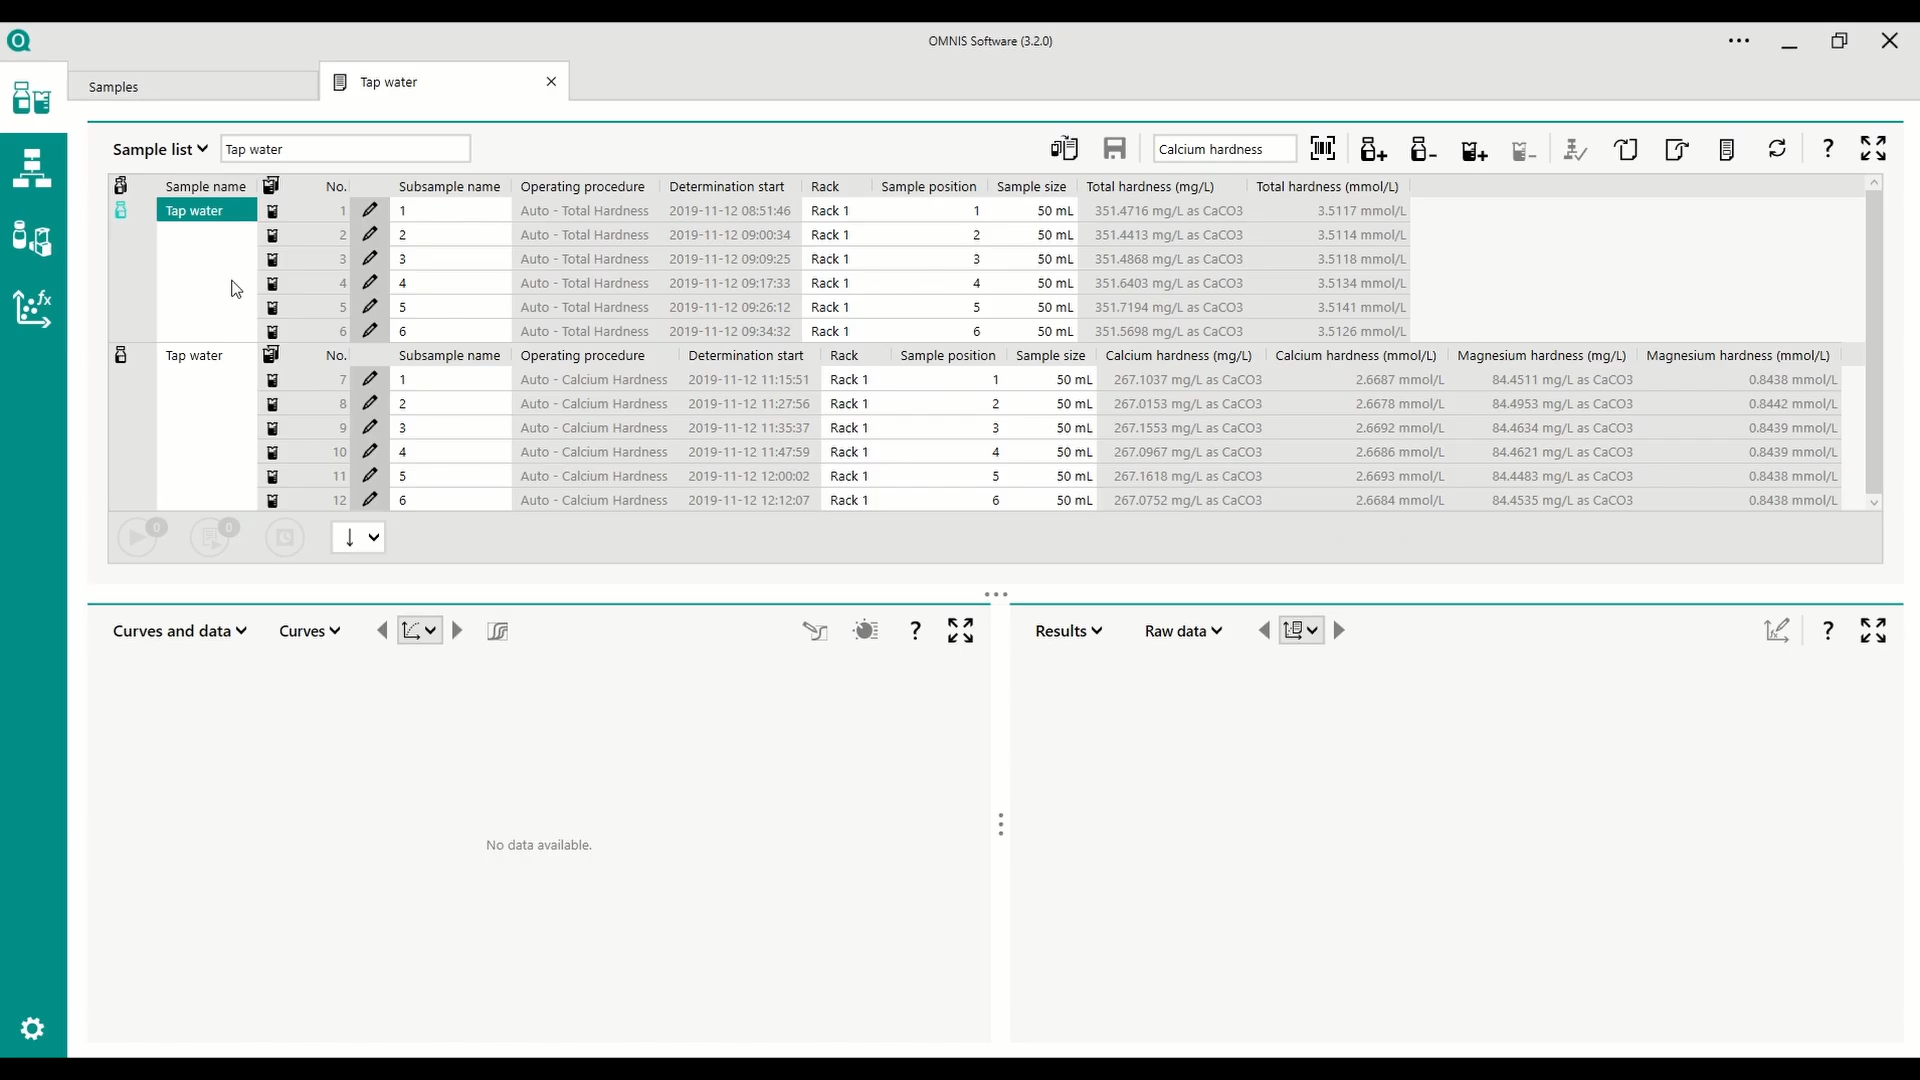 OMNIS Software (3.2.0)
Samples
Tap water
Sample list Tap water Calcium hardness ?
Sample name No. Subsample name Operating procedure Determination start Rack Sample position Sample size Total hardness (mg/L) Total hardness (mmol/L)
Tap water 1 1 Auto - Total Hardness 2019-11-12 08:51:46 Rack 1 1 50 mL 351.4716 mg/L as CaCO3 3.5117 mmol/L
2 2 Auto - Total Hardness 2019-11-12 09:00:34 Rack 1 2 50 mL 351.4413 mg/L as CaCO3 3.5114 mmol/L
3 3 Auto - Total Hardness 2019-11-12 09:09:25 Rack 1 3 50 mL 351.4868 mg/L as CaCO3 3.5118 mmol/L
4 4 Auto - Total Hardness 2019-11-12 09:17:33 Rack 1 4 50 mL 351.6403 mg/L as CaCO3 3.5134 mmol/L
5 5 Auto - Total Hardness 2019-11-12 09:26:12 Rack 1 5 50 mL 351.7194 mg/L as CaCO3 3.5141 mmol/L
6 6 Auto - Total Hardness 2019-11-12 09:34:32 Rack 1 6 50 mL 351.5698 mg/L as CaCO3 3.5126 mmol/L
Tap water No. Subsample name Operating procedure Determination start Rack Sample position Sample size Calcium hardness (mg/L) Calcium hardness (mmol/L) Magnesium hardness (mg/L) Magnesium hardness (mmol/L)
7 1 Auto - Calcium Hardness 2019-11-12 11:15:51 Rack 1 1 50 mL 267.1037 mg/L as CaCO3 2.6687 mmol/L 84.4511 mg/L as CaCO3 0.8438 mmol/L
8 2 Auto - Calcium Hardness 2019-11-12 11:27:56 Rack 1 2 50 mL 267.0153 mg/L as CaCO3 2.6678 mmol/L 84.4953 mg/L as CaCO3 0.8442 mmol/L
9 3 Auto - Calcium Hardness 2019-11-12 11:35:37 Rack 1 3 50 mL 267.1553 mg/L as CaCO3 2.6692 mmol/L 84.4634 mg/L as CaCO3 0.8439 mmol/L
10 4 Auto - Calcium Hardness 2019-11-12 11:47:59 Rack 1 4 50 mL 267.0967 mg/L as CaCO3 2.6686 mmol/L 84.4621 mg/L as CaCO3 0.8439 mmol/L
11 5 Auto - Calcium Hardness 2019-11-12 12:00:02 Rack 1 5 50 mL 267.1618 mg/L as CaCO3 2.6693 mmol/L 84.4483 mg/L as CaCO3 0.8438 mmol/L
12 6 Auto - Calcium Hardness 2019-11-12 12:12:07 Rack 1 6 50 mL 267.0752 mg/L as CaCO3 2.6684 mmol/L 84.4535 mg/L as CaCO3 0.8438 mmol/L
0 0
Curves and data Curves ?
Results Raw data ?
No data available.